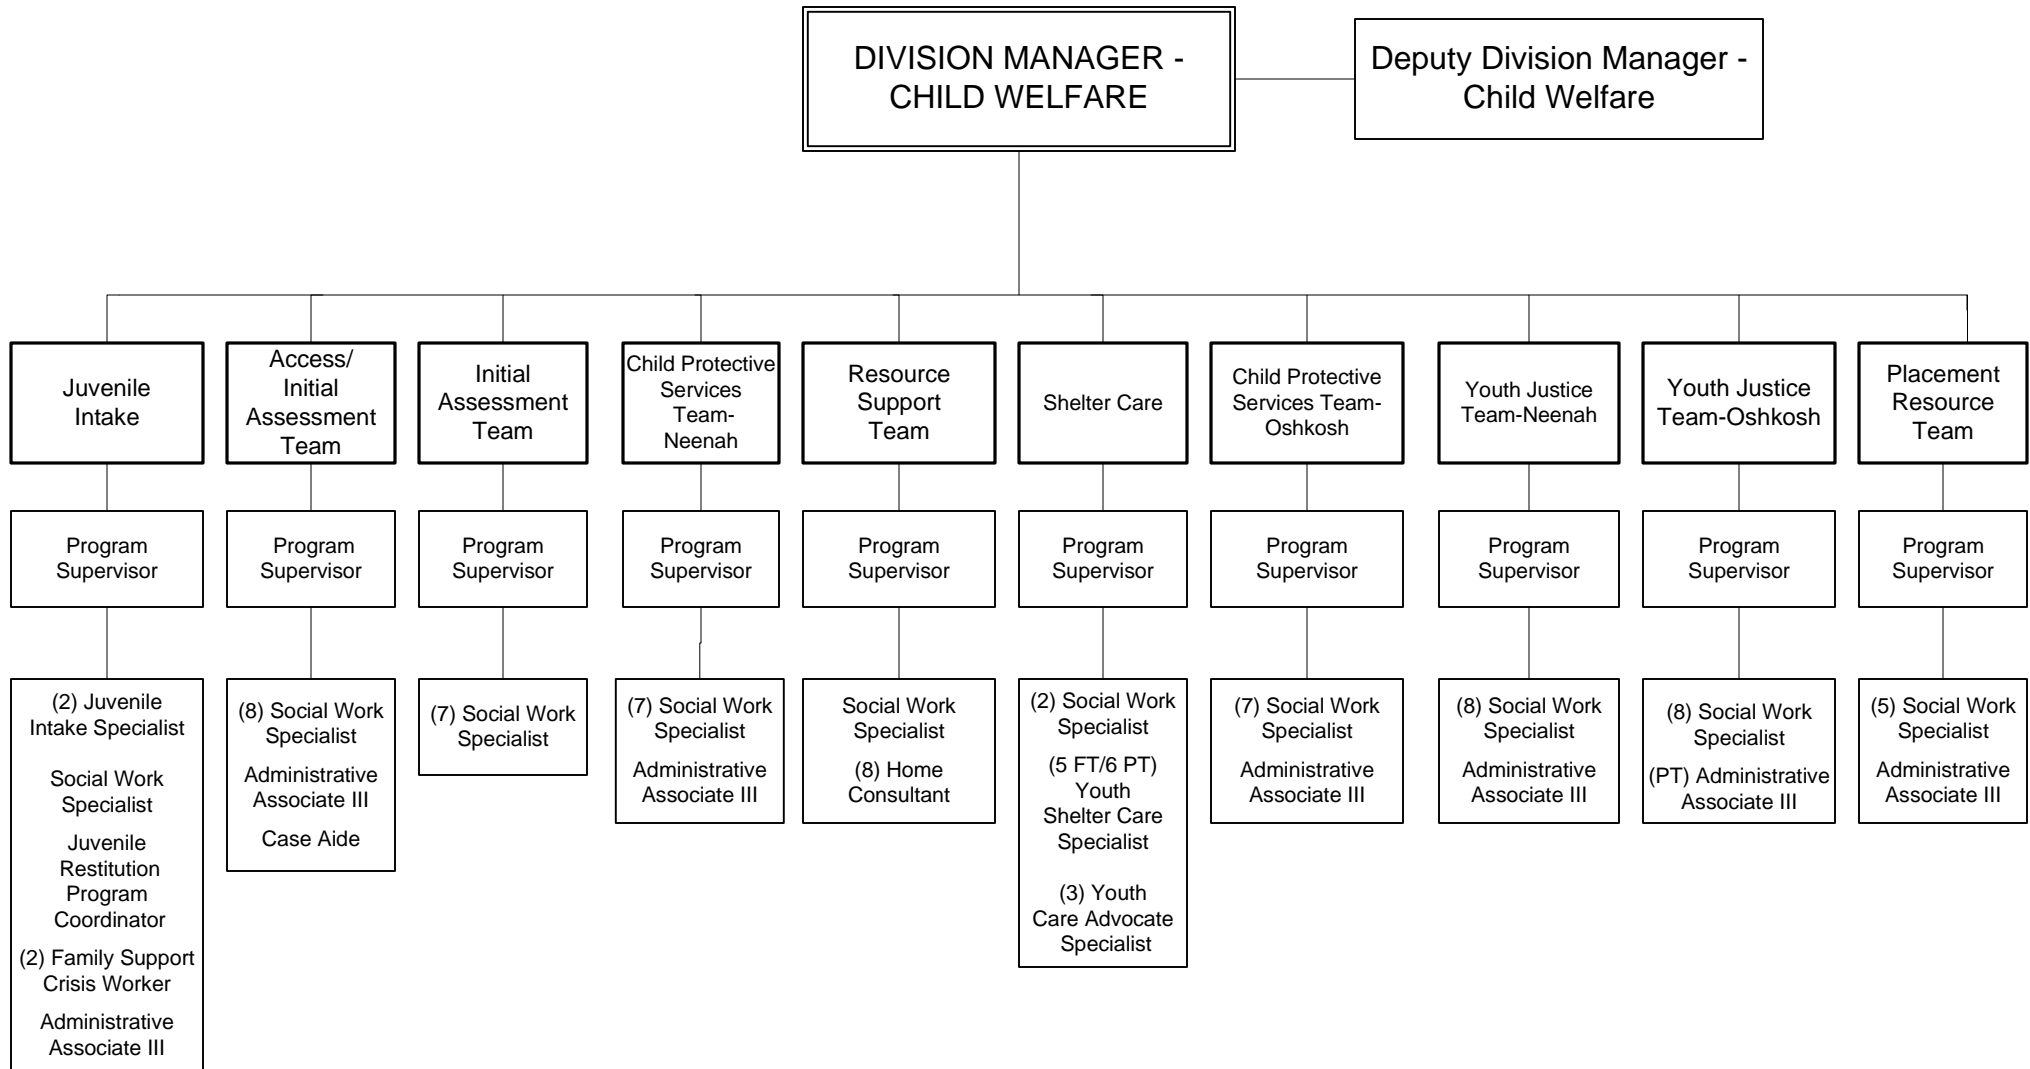 DIVISION MANAGER -
CHILD WELFARE
Deputy Division Manager -
Child Welfare
Juvenile
Intake
Access/
Initial
Assessment
Team
Initial
Assessment
Team
Child Protective
Services
Team-
Neenah
Resource
Support
Team
Shelter Care
Child Protective
Services Team-
Oshkosh
Youth Justice
Team-Neenah
Youth Justice
Team-Oshkosh
Placement
Resource
Team
Program
Supervisor
Program
Supervisor
Program
Supervisor
Program
Supervisor
Program
Supervisor
Program
Supervisor
Program
Supervisor
Program
Supervisor
Program
Supervisor
Program
Supervisor
(2) Juvenile
Intake Specialist
Social Work
Specialist
Juvenile
Restitution
Program
Coordinator
(2) Family Support
Crisis Worker
Administrative
Associate III
(8) Social Work
Specialist
Administrative
Associate III
Case Aide
(7) Social Work
Specialist
(7) Social Work
Specialist
Administrative
Associate III
Social Work
Specialist
(8) Home
Consultant
(2) Social Work
Specialist
(5 FT/6 PT)
Youth
Shelter Care
Specialist
(3) Youth
Care Advocate
Specialist
(7) Social Work
Specialist
Administrative
Associate III
(8) Social Work
Specialist
Administrative
Associate III
(8) Social Work
Specialist
(PT) Administrative
Associate III
(5) Social Work
Specialist
Administrative
Associate III